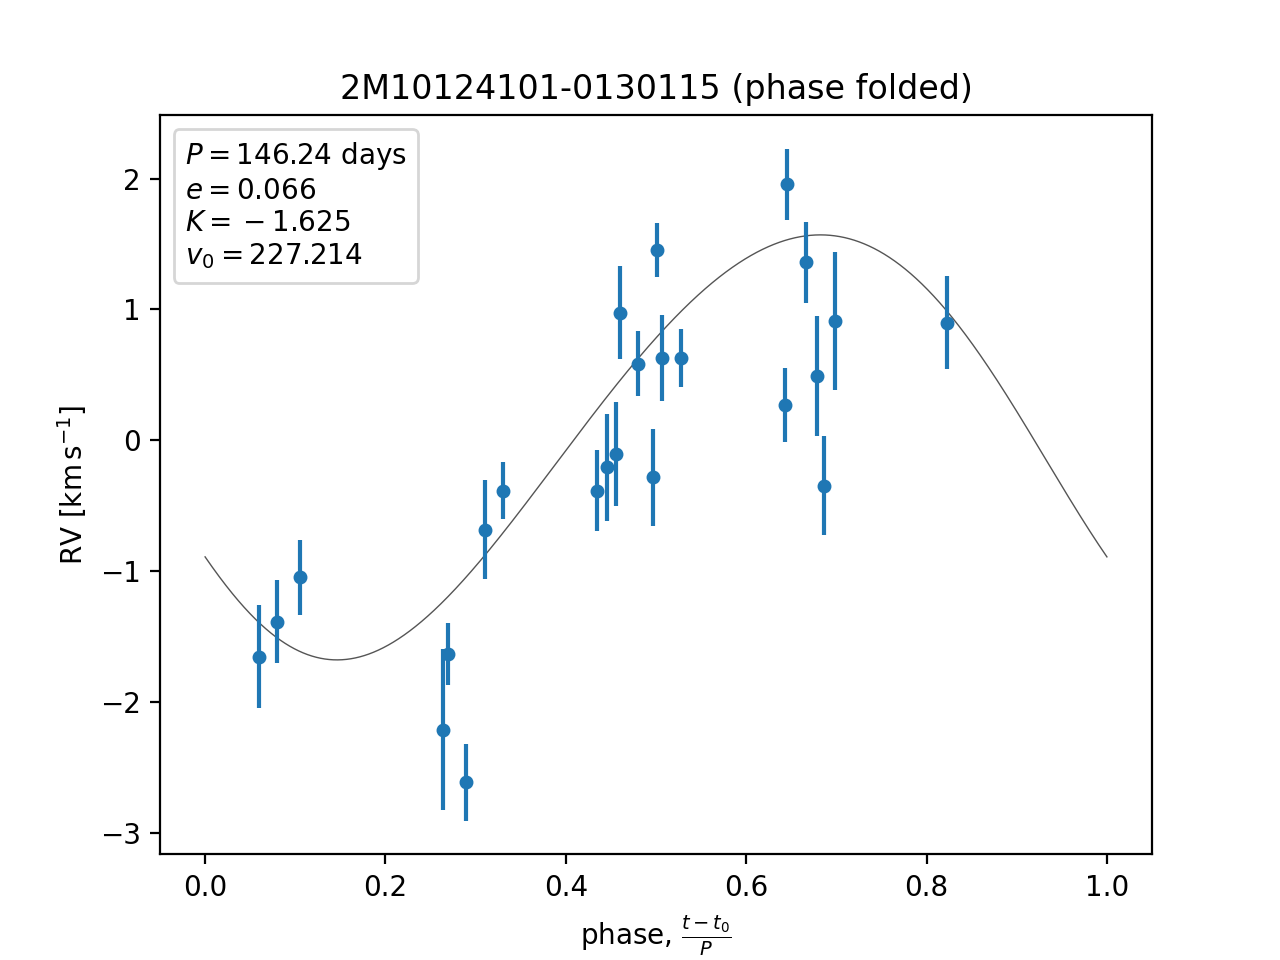 2M10124101-0130115 (phase folded)
P = 146.24 days
e = 0.066
K = −1.625
v₀ = 227.214
2
1
0
−1
−2
−3
RV [km s⁻¹]
0.0 0.2 0.4 0.6 0.8 1.0
phase, (t − t₀)/P